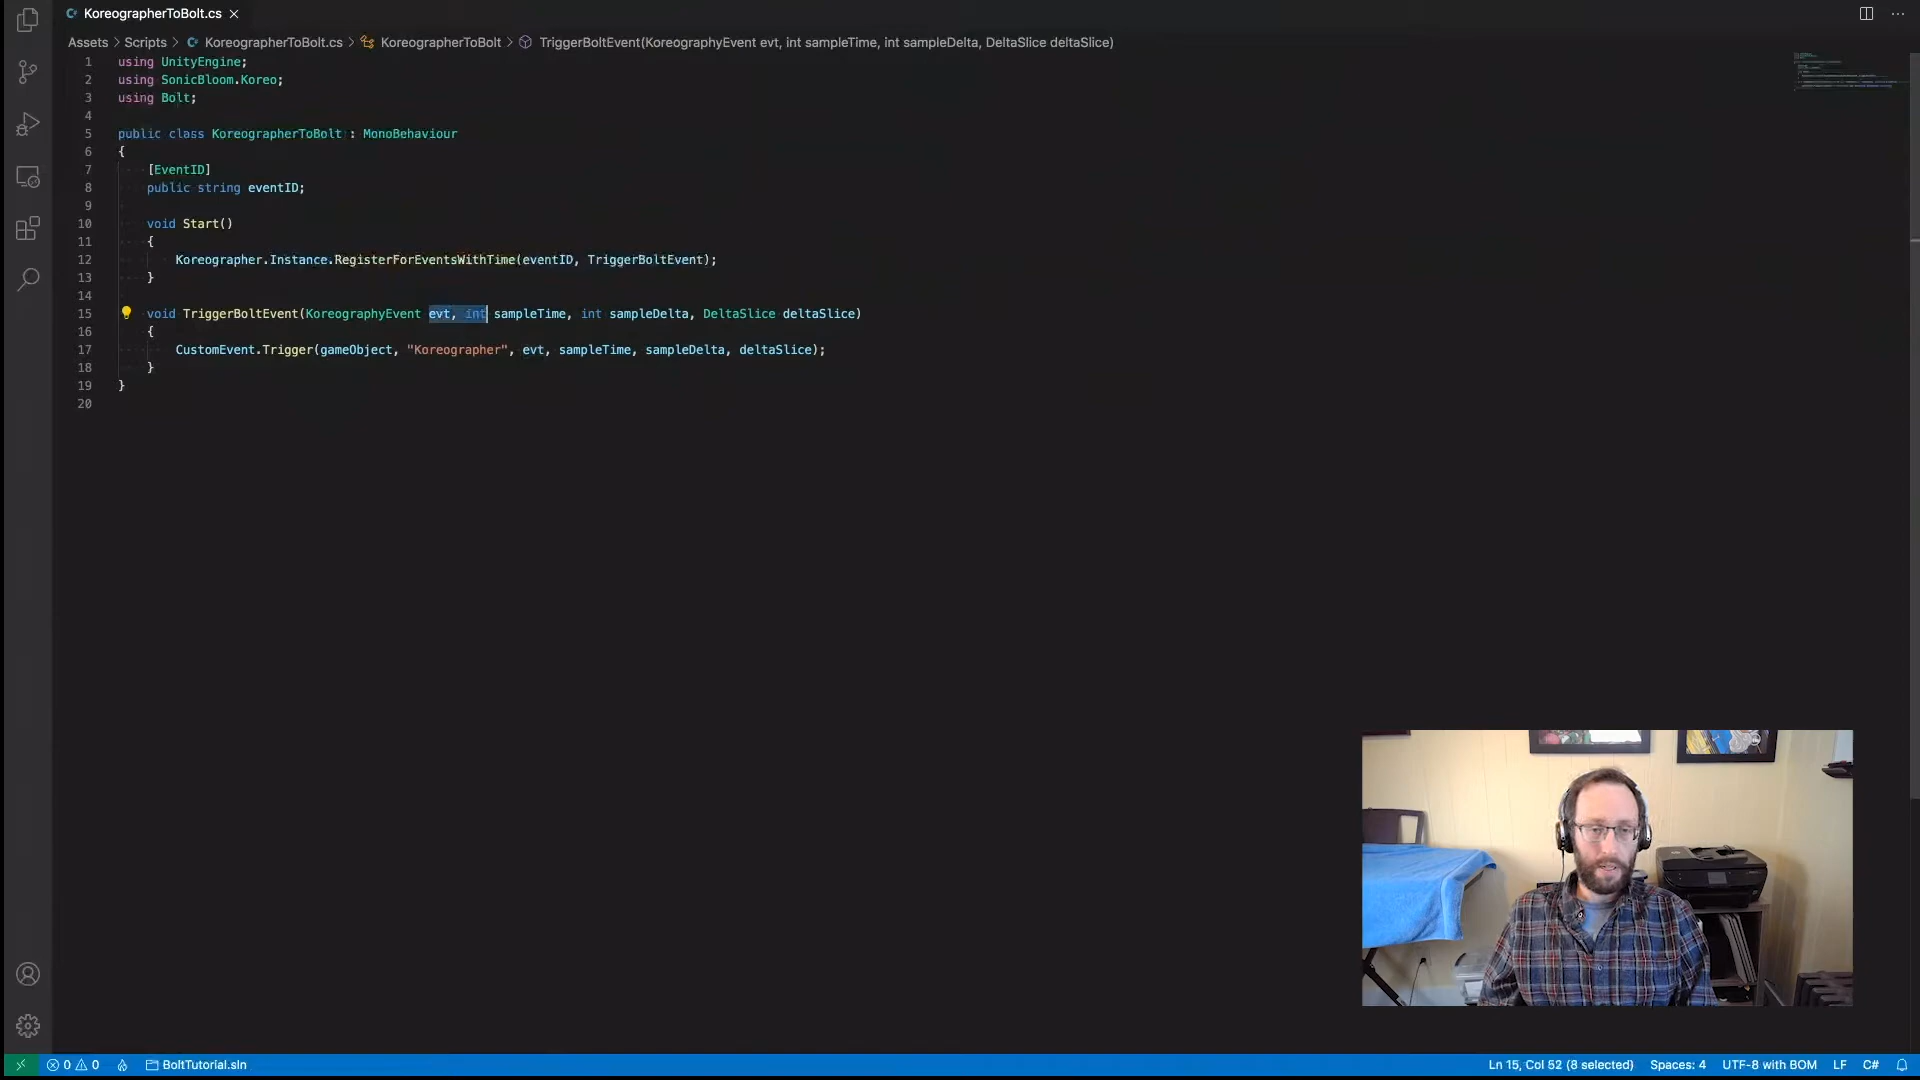 KoreographerToBolt.cs
Assets > Scripts > KoreographerToBolt.cs > KoreographerToBolt > TriggerBoltEvent(KoreographyEvent evt, int sampleTime, int sampleDelta, DeltaSlice deltaSlice)
1 using UnityEngine;
2 using SonicBloom.Koreo;
3 using Bolt;
4
5 public class KoreographerToBolt : MonoBehaviour
6 {
7 [EventID]
8 public string eventID;
9
10 void Start()
11 {
12 Koreographer.Instance.RegisterForEventsWithTime(eventID, TriggerBoltEvent);
13 }
14
15 void TriggerBoltEvent(KoreographyEvent evt, int sampleTime, int sampleDelta, DeltaSlice deltaSlice)
16 {
17 CustomEvent.Trigger(gameObject, "Koreographer", evt, sampleTime, sampleDelta, deltaSlice);
18 }
19 }
20
0 0 BoltTutorial.sln Ln 15, Col 52 (8 selected) Spaces: 4 UTF-8 with BOM LF C#